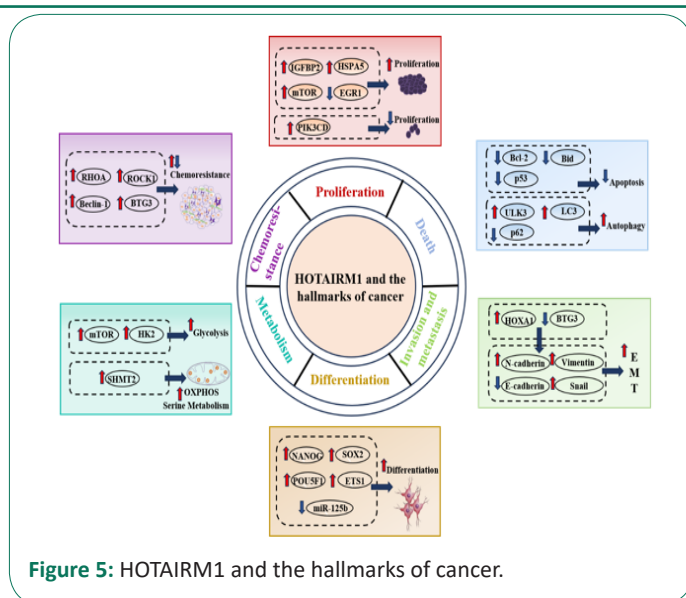 IGFBP2 HSPA5
mTOR EGR1
Proliferation
PIK3CD
Proliferation
RHOA ROCK1
Beclin-1 BTG3
Chemoresistance
Bcl-2 Bid
p53
Apoptosis
ULK3 LC3
p62
Autophagy
Proliferation
Death
Invasion and
metastasis
Differentiation
Metabolism
Chemoresi-
stance
HOTAIRM1 and the
hallmarks of cancer
mTOR HK2
Glycolysis
SHMT2
OXPHOS
Serine Metabolism
HOXA1 BTG3
N-cadherin Vimentin
E-cadherin Snail
E
M
T
NANOG SOX2
POU5F1 ETS1
miR-125b
Differentiation
Figure 5: HOTAIRM1 and the hallmarks of cancer.